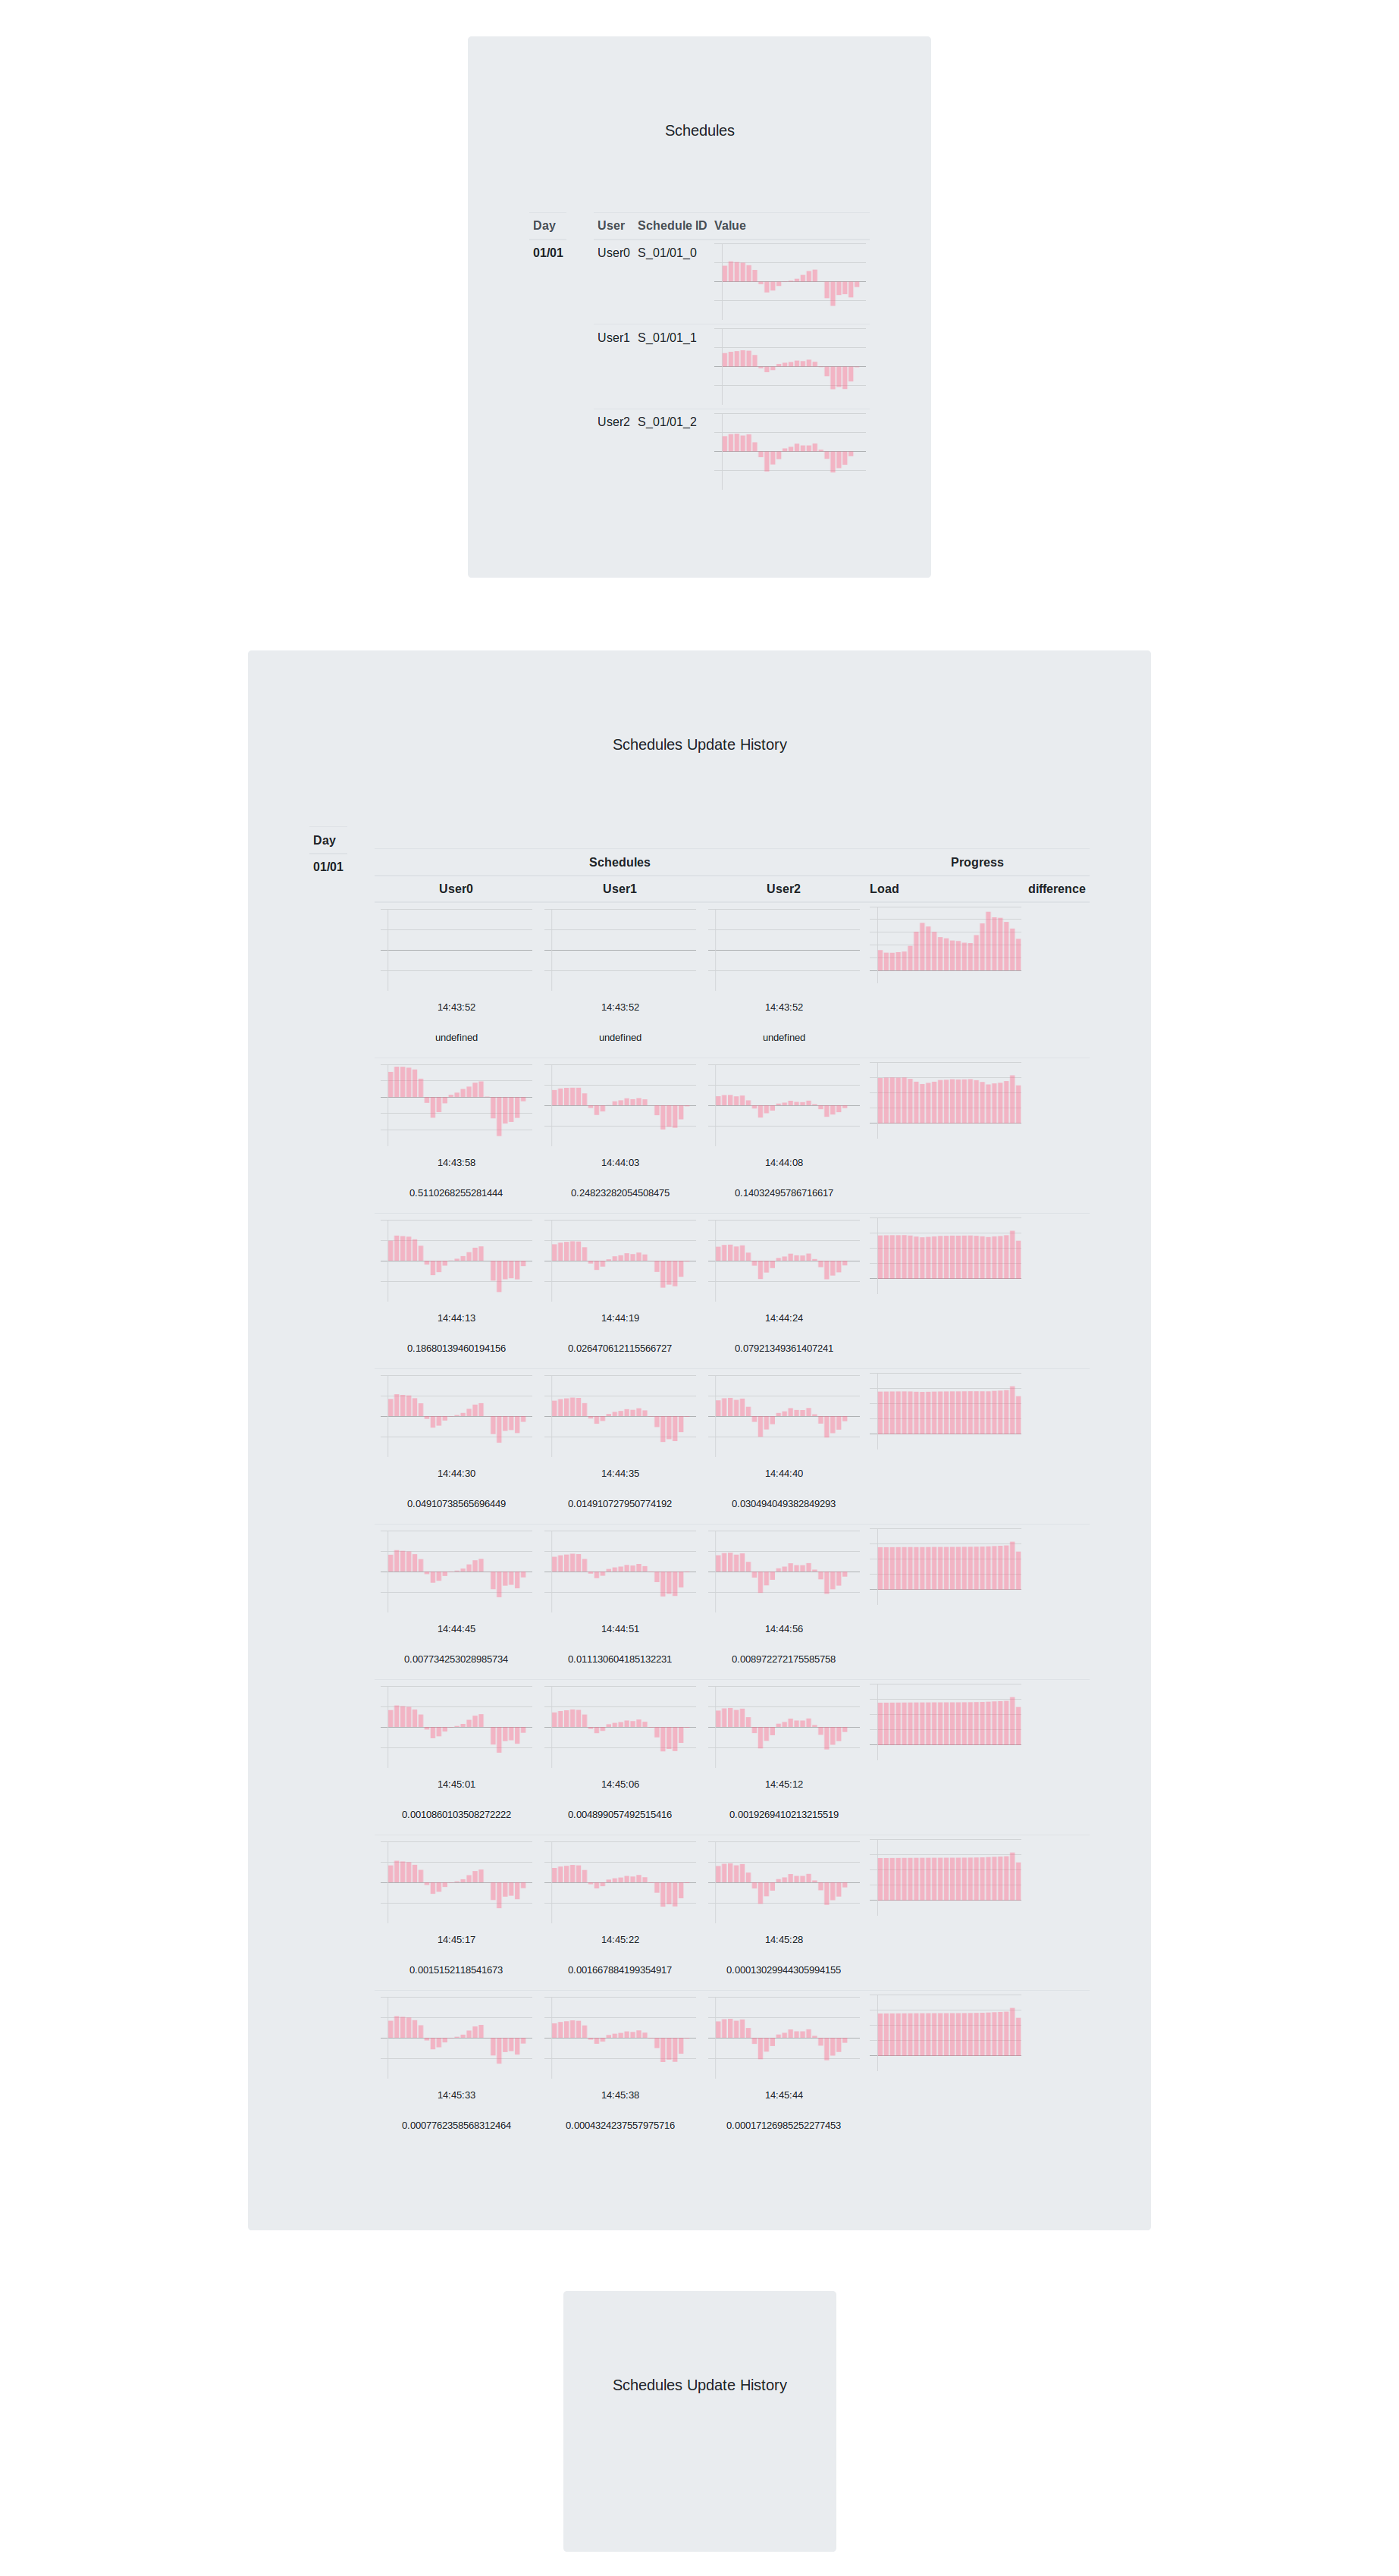 Schedules
Day User Schedule ID Value
01/01 User0 S_01/01_0
User1 S_01/01_1
User2 S_01/01_2
Schedules Update History
Day
Schedules Progress
01/01
User0 User1 User2 Load difference
14:43:52 14:43:52 14:43:52
undefined undefined undefined
14:43:58 14:44:03 14:44:08
0.5110268255281444 0.24823282054508475 0.14032495786716617
14:44:13 14:44:19 14:44:24
0.18680139460194156 0.026470612115566727 0.07921349361407241
14:44:30 14:44:35 14:44:40
0.04910738565696449 0.014910727950774192 0.030494049382849293
14:44:45 14:44:51 14:44:56
0.007734253028985734 0.011130604185132231 0.008972272175585758
14:45:01 14:45:06 14:45:12
0.0010860103508272222 0.004899057492515416 0.0019269410213215519
14:45:17 14:45:22 14:45:28
0.0015152118541673 0.001667884199354917 0.00013029944305994155
14:45:33 14:45:38 14:45:44
0.0007762358568312464 0.0004324237557975716 0.00017126985252277453
Schedules Update History